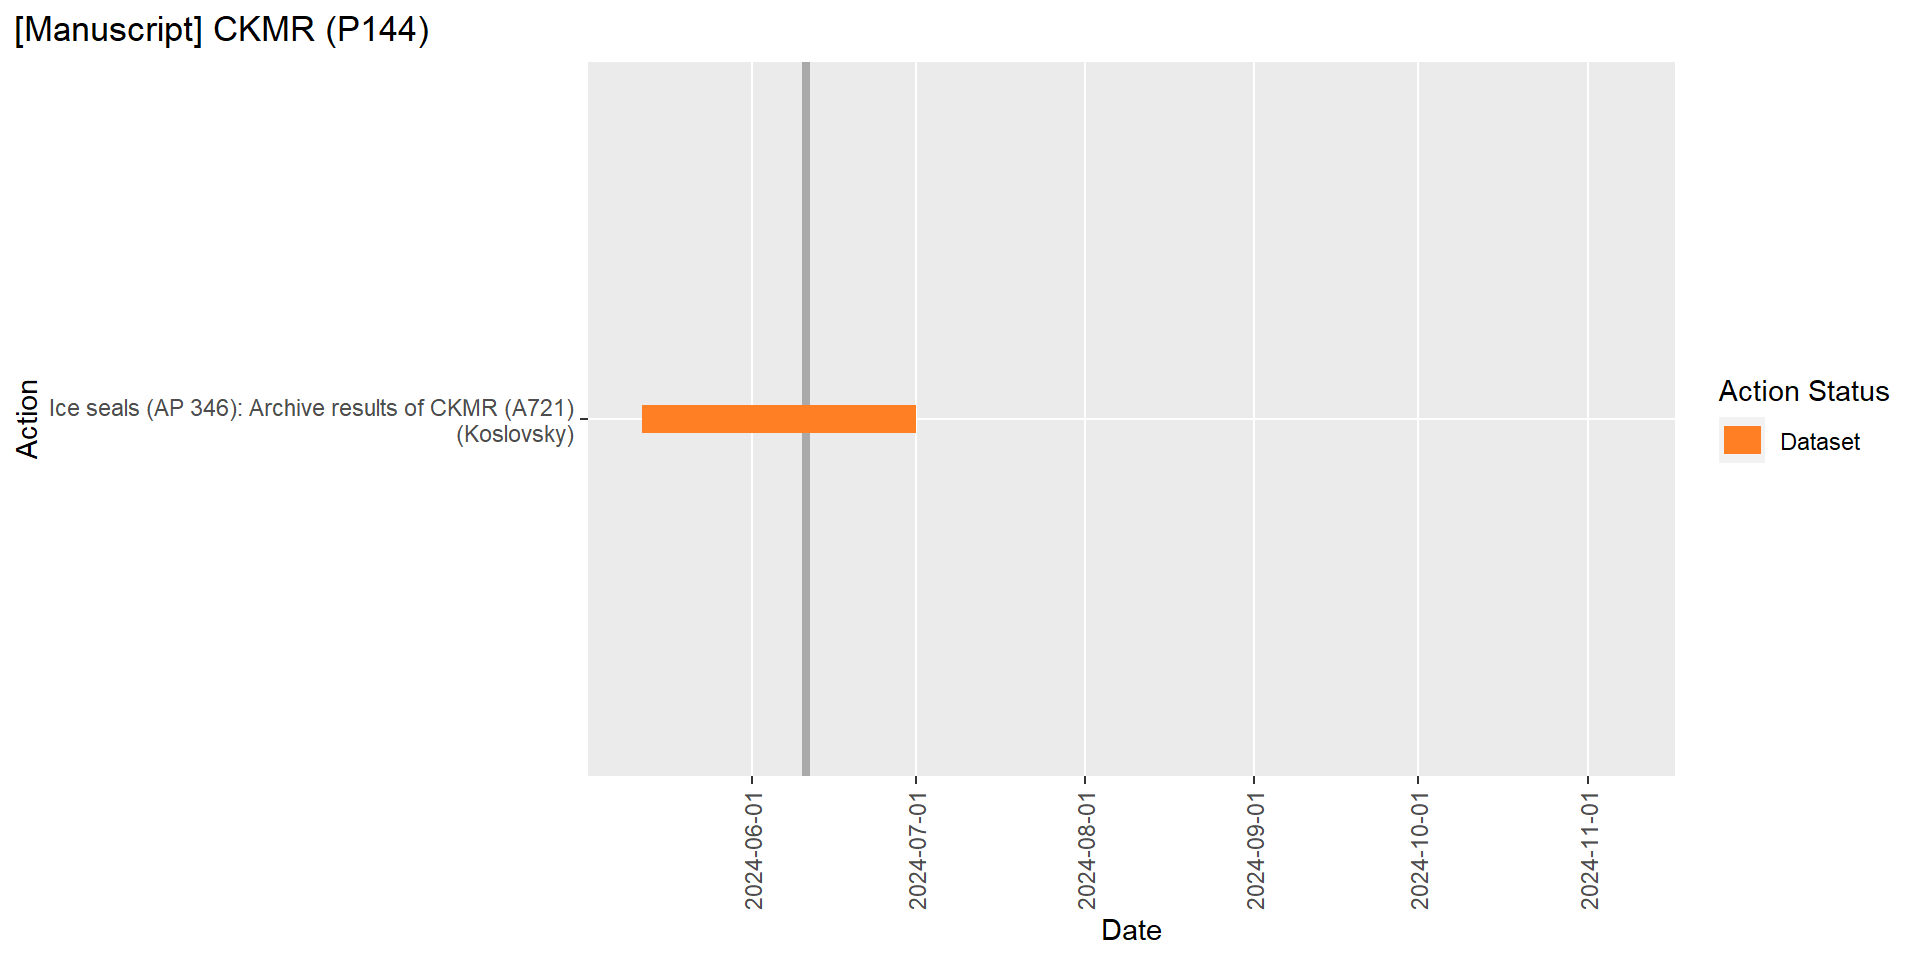 [Manuscript] CKMR (P144)
Action
Ice seals (AP 346): Archive results of CKMR (A721)
(Koslovsky)
Action Status
Dataset
2024-06-01
2024-07-01
2024-08-01
2024-09-01
2024-10-01
2024-11-01
Date